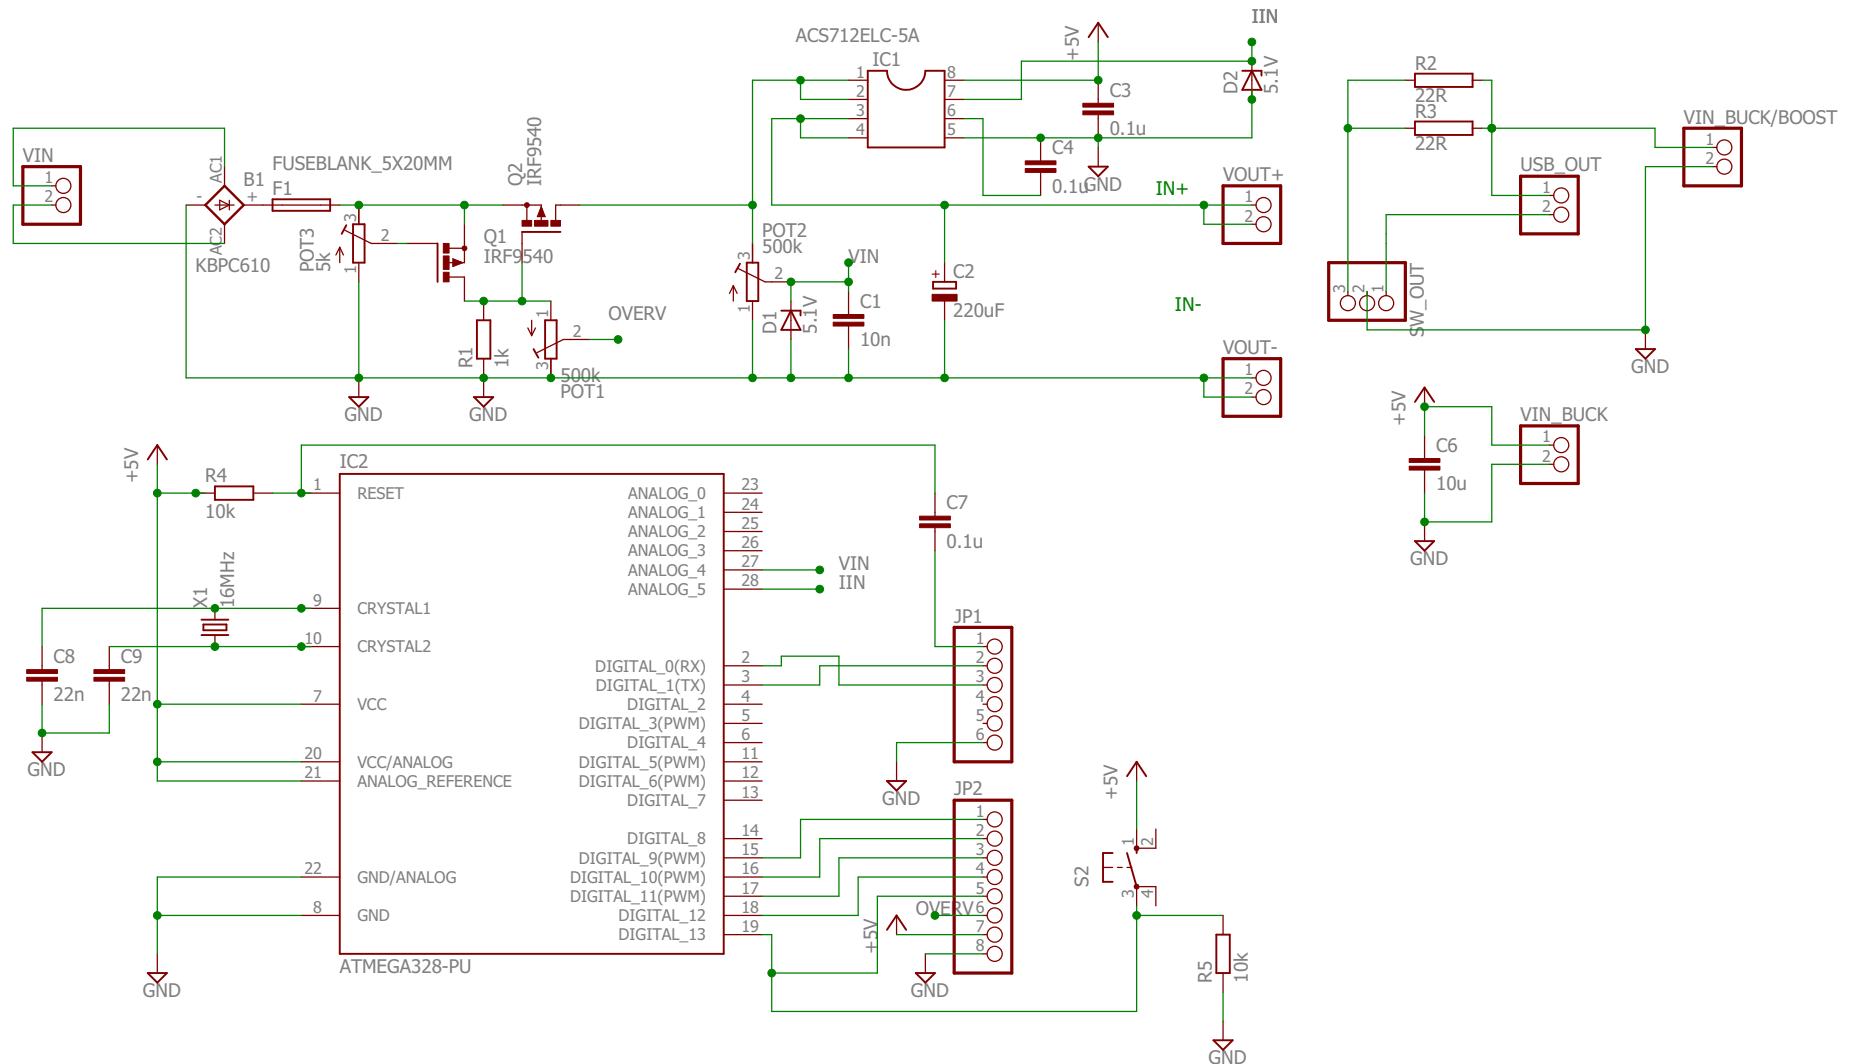 IIN
ACS712ELC-5A
IC1
+5V
1
2
3
4
8
7
6
5
C3
0.1u
C4
0.1u
GND
D2
5.1V
R2
22R
R3
22R
VIN_BUCK/BOOST
1
2
USB_OUT
1
2
SW_OUT
3
2
1
GND
VIN
1
2
AC1
AC2
-
+
B1
KBPC610
FUSEBLANK_5X20MM
F1
POT3
5k
3
2
1
GND
Q1
IRF9540
Q2
IRF9540
R1
1k
GND
1
2
3
500k
POT1
OVERV
POT2
500k
3
2
1
D1
5.1V
VIN
C1
10n
+
C2
220uF
IN+
IN-
VOUT+
1
2
VOUT-
1
2
+5V
C6
10u
GND
VIN_BUCK
1
2
+5V
R4
10k
IC2
ATMEGA328-PU
1
RESET
9
CRYSTAL1
10
CRYSTAL2
7
VCC
20
VCC/ANALOG
21
ANALOG_REFERENCE
22
GND/ANALOG
8
GND
X1
16MHz
C8
22n
C9
22n
GND
GND
ANALOG_0
23
ANALOG_1
24
ANALOG_2
25
ANALOG_3
26
ANALOG_4
27
VIN
ANALOG_5
28
IIN
DIGITAL_0(RX)
2
DIGITAL_1(TX)
3
DIGITAL_2
4
DIGITAL_3(PWM)
5
DIGITAL_4
6
DIGITAL_5(PWM)
11
DIGITAL_6(PWM)
12
DIGITAL_7
13
DIGITAL_8
14
DIGITAL_9(PWM)
15
DIGITAL_10(PWM)
16
DIGITAL_11(PWM)
17
DIGITAL_12
18
DIGITAL_13
19
C7
0.1u
JP1
1
2
3
4
5
6
GND
JP2
1
2
3
4
5
6
7
8
OVERV
+5V
GND
+5V
S2
1
2
3
4
R5
10k
GND